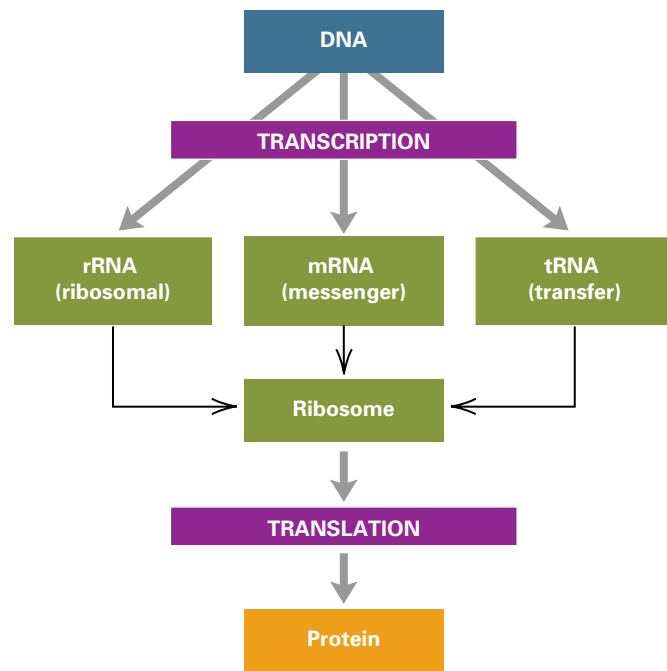 DNA
TRANSCRIPTION
rRNA
(ribosomal)
mRNA
(messenger)
tRNA
(transfer)
Ribosome
TRANSLATION
Protein